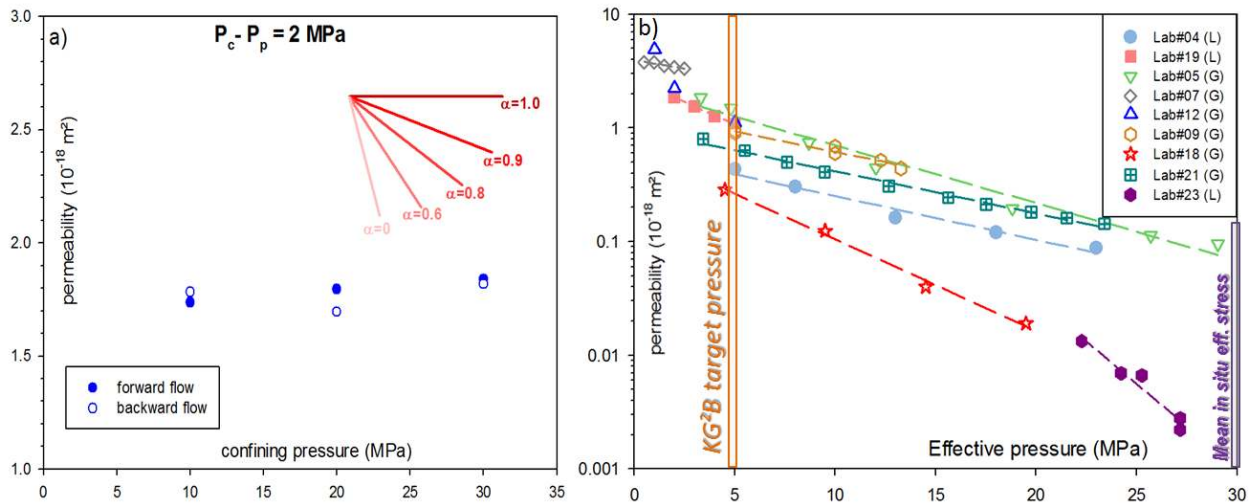 a)
P_c- P_p = 2 MPa
3.0
2.5
2.0
1.5
1.0
permeability (10⁻¹⁸ m²)
α=1.0
α=0.9
α=0.8
α=0.6
α=0
forward flow
backward flow
confining pressure (MPa)
0 5 10 15 20 25 30 35
b)
10
1
0.1
0.01
0.001
permeability (10⁻¹⁸ m²)
Lab#04 (L)
Lab#19 (L)
Lab#05 (G)
Lab#07 (G)
Lab#12 (G)
Lab#09 (G)
Lab#18 (G)
Lab#21 (G)
Lab#23 (L)
KG²B target pressure
Mean in situ eff. stress
Effective pressure (MPa)
0 5 10 15 20 25 30